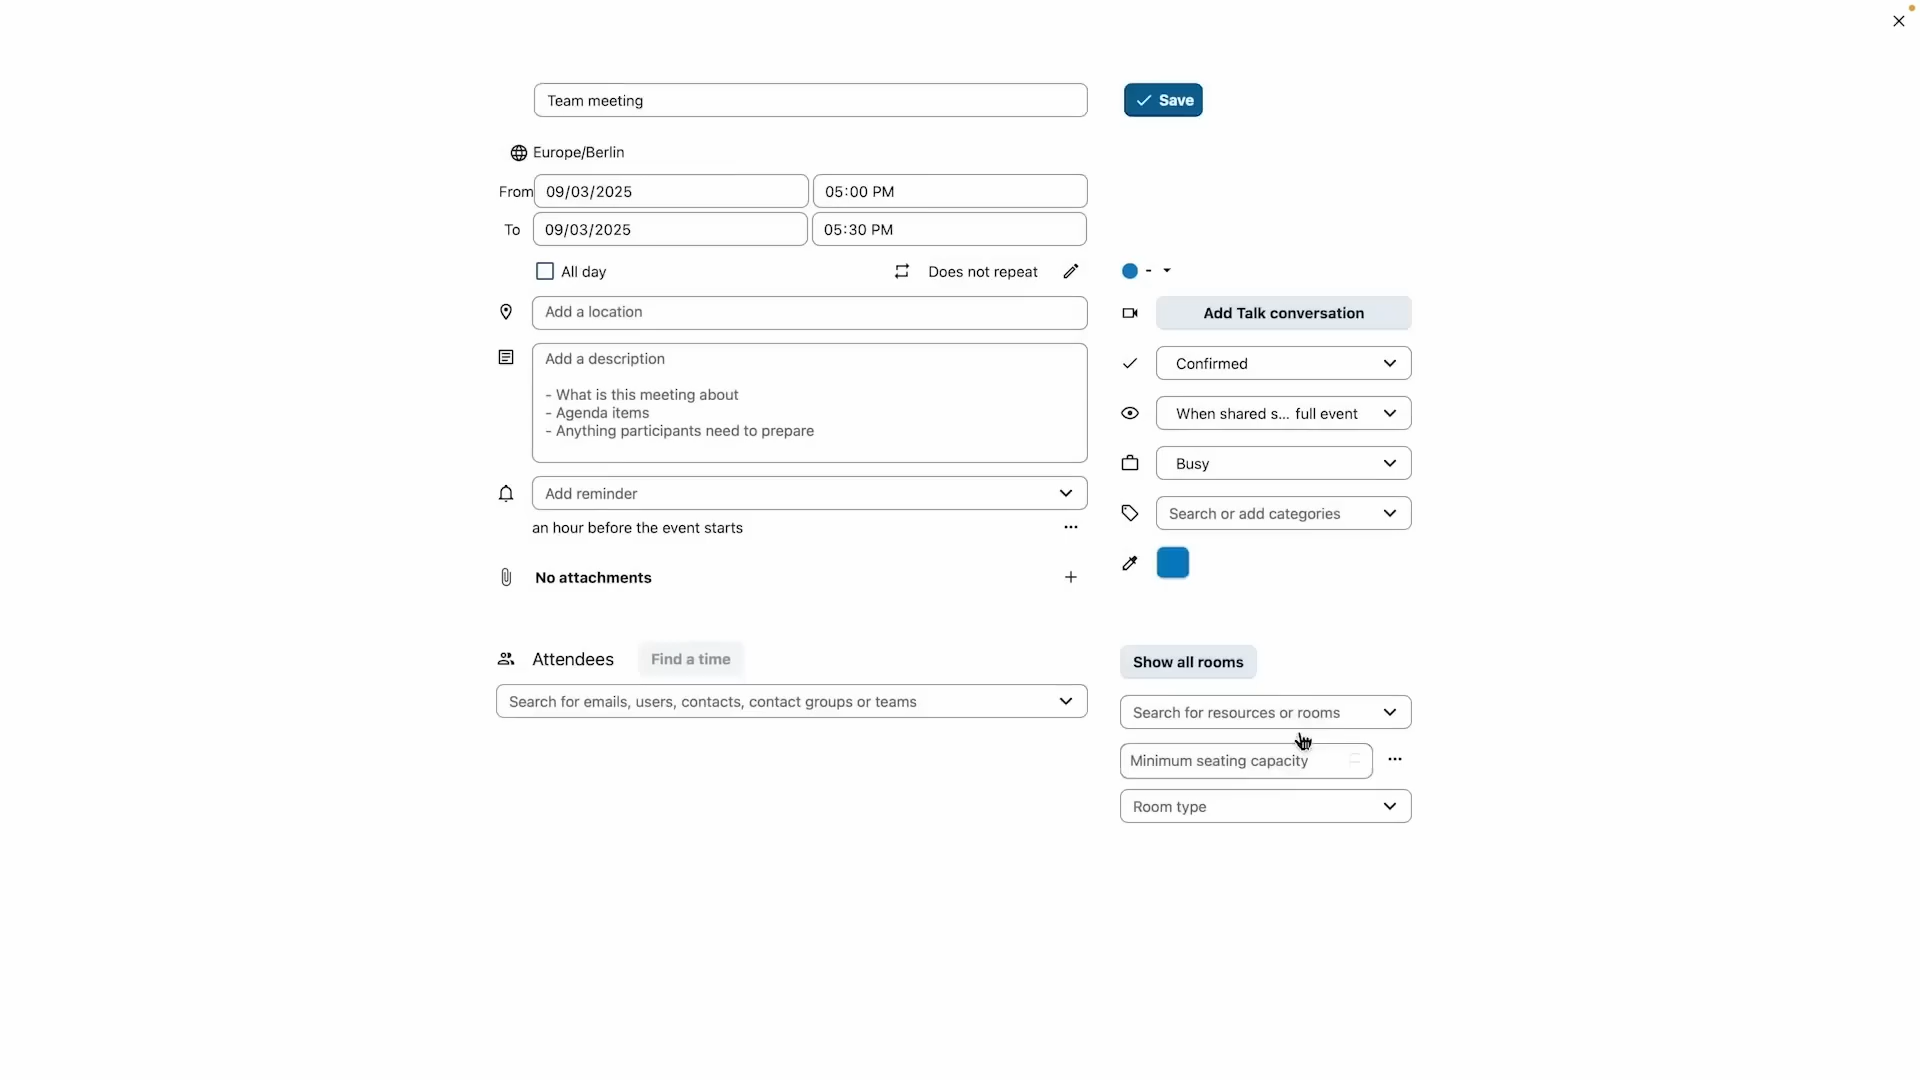 Team meeting
Save
Europe/Berlin
From 09/03/2025 05:00 PM
To 09/03/2025 05:30 PM
All day Does not repeat
-
Add a location
Add Talk conversation
Add a description
- What is this meeting about
- Agenda items
- Anything participants need to prepare
Confirmed
When shared s... full event
Busy
Add reminder
an hour before the event starts
Search or add categories
No attachments
Attendees Find a time
Search for emails, users, contacts, contact groups or teams
Show all rooms
Search for resources or rooms
Minimum seating capacity
Room type